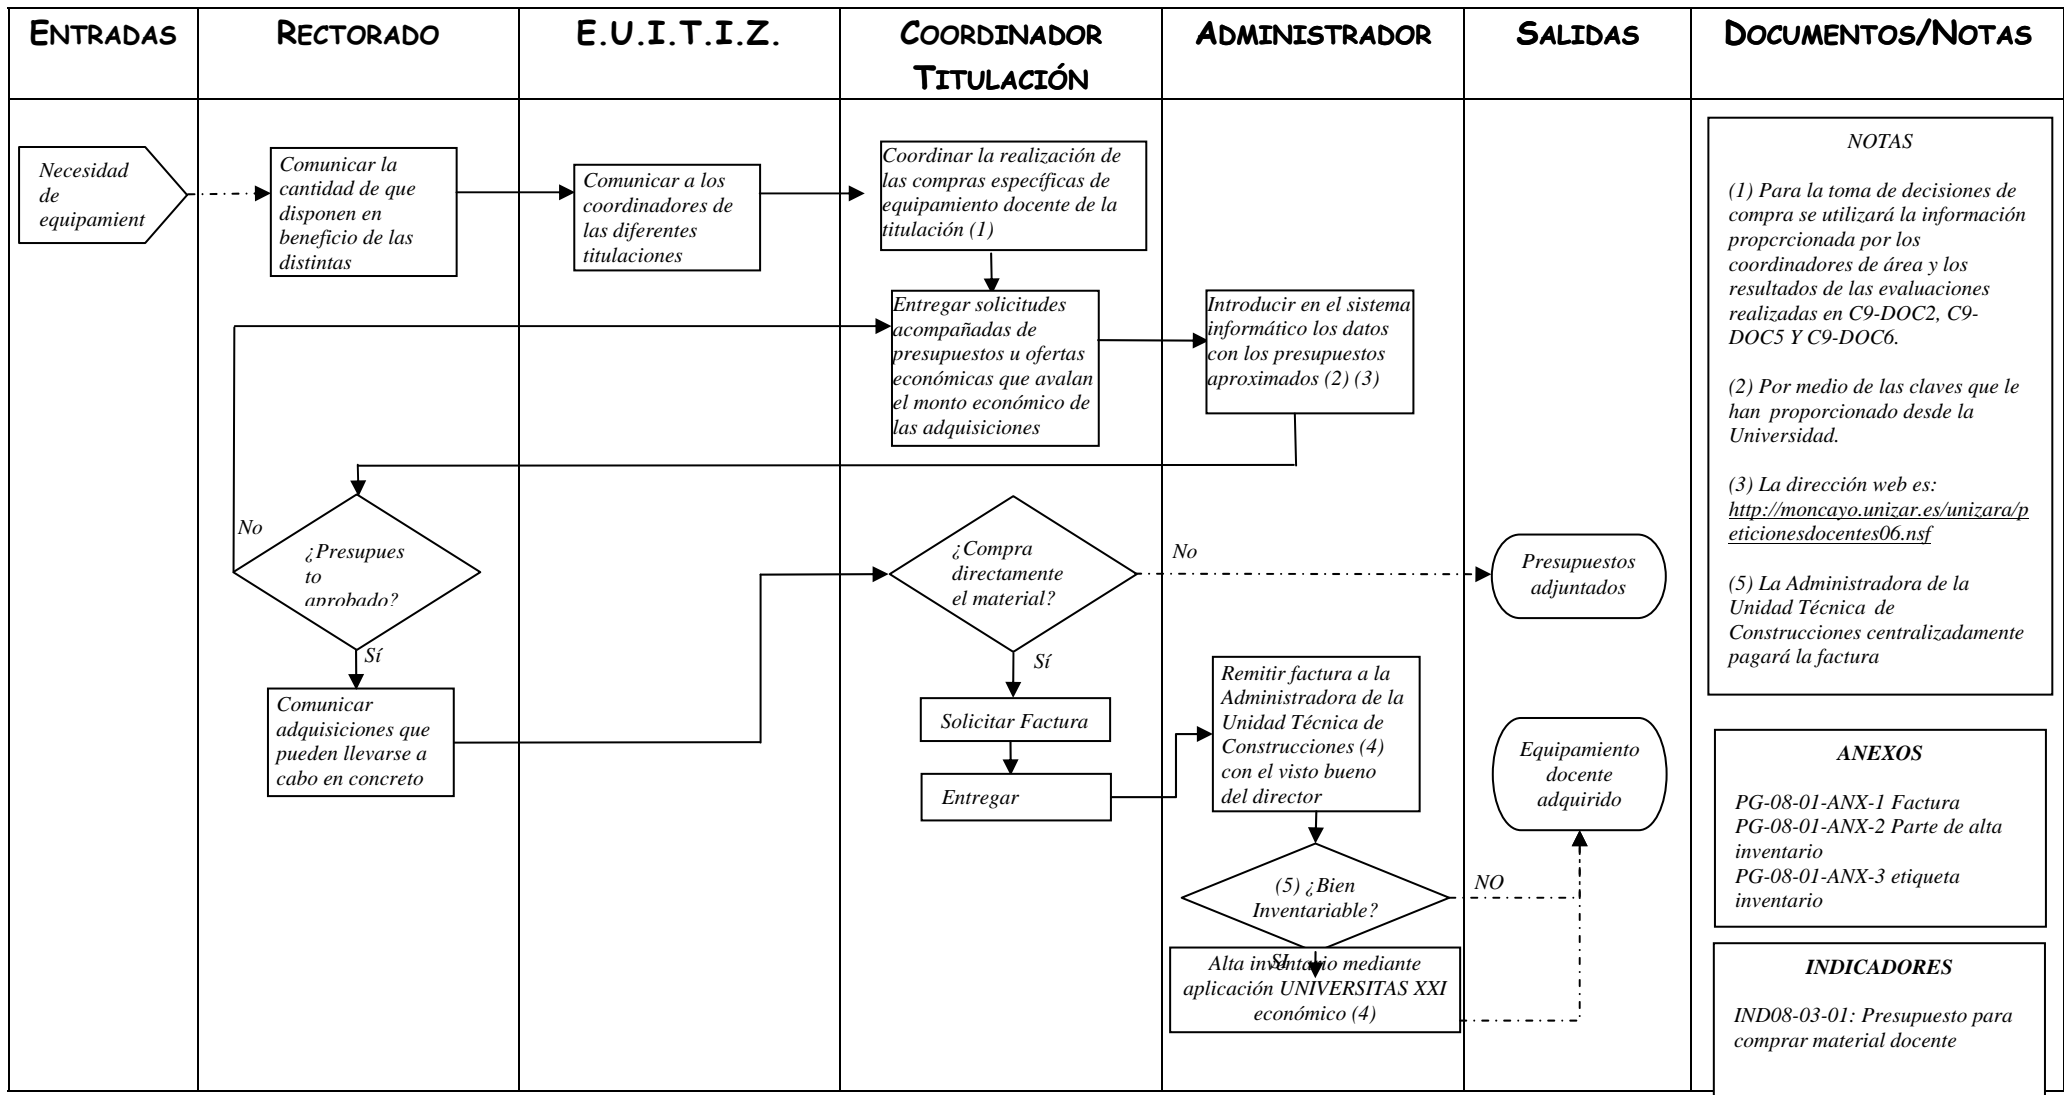 ENTRADAS
RECTORADO
E.U.I.T.I.Z.
COORDINADOR
TITULACIÓN
ADMINISTRADOR
SALIDAS
DOCUMENTOS/NOTAS
Necesidad
de
equipamient
Comunicar la
cantidad de que
disponen en
beneficio de las
distintas
Comunicar a los
coordinadores de
las diferentes
titulaciones
Coordinar la realización de
las compras específicas de
equipamiento docente de la
titulación (1)
Entregar solicitudes
acompañadas de
presupuestos u ofertas
económicas que avalan
el monto económico de
las adquisiciones
Introducir en el sistema
informático los datos
con los presupuestos
aproximados (2) (3)
No
¿Presupues
to
aprobado?
Sí
Comunicar
adquisiciones que
pueden llevarse a
cabo en concreto
¿Compra
directamente
el material?
No
Sí
Solicitar Factura
Entregar
Presupuestos
adjuntados
Remitir factura a la
Administradora de la
Unidad Técnica de
Construcciones (4)
con el visto bueno
del director
(5) ¿Bien
Inventariable?
NO
SI
Alta inventario mediante
aplicación UNIVERSITAS XXI
económico (4)
Equipamiento
docente
adquirido
NOTAS
(1) Para la toma de decisiones de
compra se utilizará la información
propcrcionada por los
coordinadores de área y los
resultados de las evaluaciones
realizadas en C9-DOC2, C9-
DOC5 Y C9-DOC6.
(2) Por medio de las claves que le
han proporcionado desde la
Universidad.
(3) La dirección web es:
http://moncayo.unizar.es/unizara/p
eticionesdocentes06.nsf
(5) La Administradora de la
Unidad Técnica de
Construcciones centralizadamente
pagará la factura
ANEXOS
PG-08-01-ANX-1 Factura
PG-08-01-ANX-2 Parte de alta
inventario
PG-08-01-ANX-3 etiqueta
inventario
INDICADORES
IND08-03-01: Presupuesto para
comprar material docente